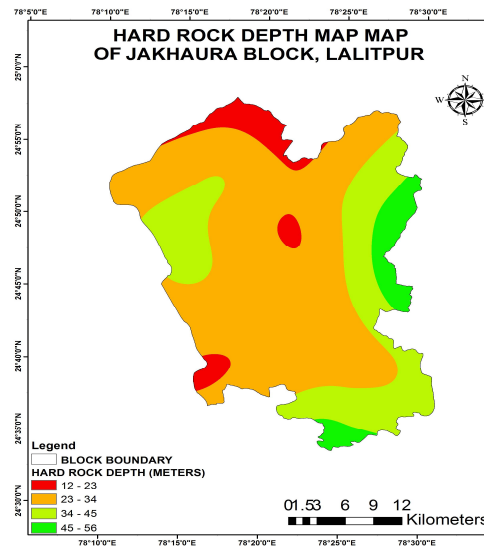 78°5'0"E 78°15'0"E 78°20'0"E 78°25'0"E 78°30'0"E
HARD ROCK DEPTH MAP MAP
OF JAKHAURA BLOCK, LALITPUR
25°0'0"N
N
W E
S
24°55'0"N
24°50'0"N
24°45'0"N
24°40'0"N
24°35'0"N
24°30'0"N
Legend
BLOCK BOUNDARY
HARD ROCK DEPTH (METERS)
12 - 23
23 - 34
34 - 45
45 - 56
01.53 6 9 12
Kilometers
78°10'0"E 78°15'0"E 78°20'0"E 78°25'0"E 78°30'0"E